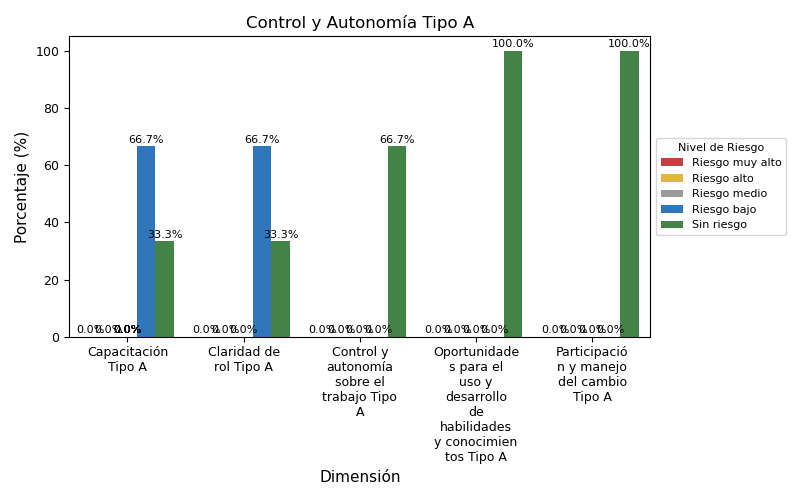 Control y Autonomía Tipo A
Porcentaje (%)
100
80
60
40
20
0
0.0%
0.0%
0.0%
66.7%
33.3%
0.0%
0.0%
0.0%
66.7%
33.3%
0.0%
0.0%
0.0%
0.0%
66.7%
0.0%
0.0%
0.0%
0.0%
100.0%
0.0%
0.0%
0.0%
0.0%
100.0%
Capacitación
Tipo A
Claridad de
rol Tipo A
Control y
autonomía
sobre el
trabajo Tipo
A
Oportunidade
s para el
uso y
desarrollo
de
habilidades
y conocimien
tos Tipo A
Participació
n y manejo
del cambio
Tipo A
Dimensión
Nivel de Riesgo
Riesgo muy alto
Riesgo alto
Riesgo medio
Riesgo bajo
Sin riesgo